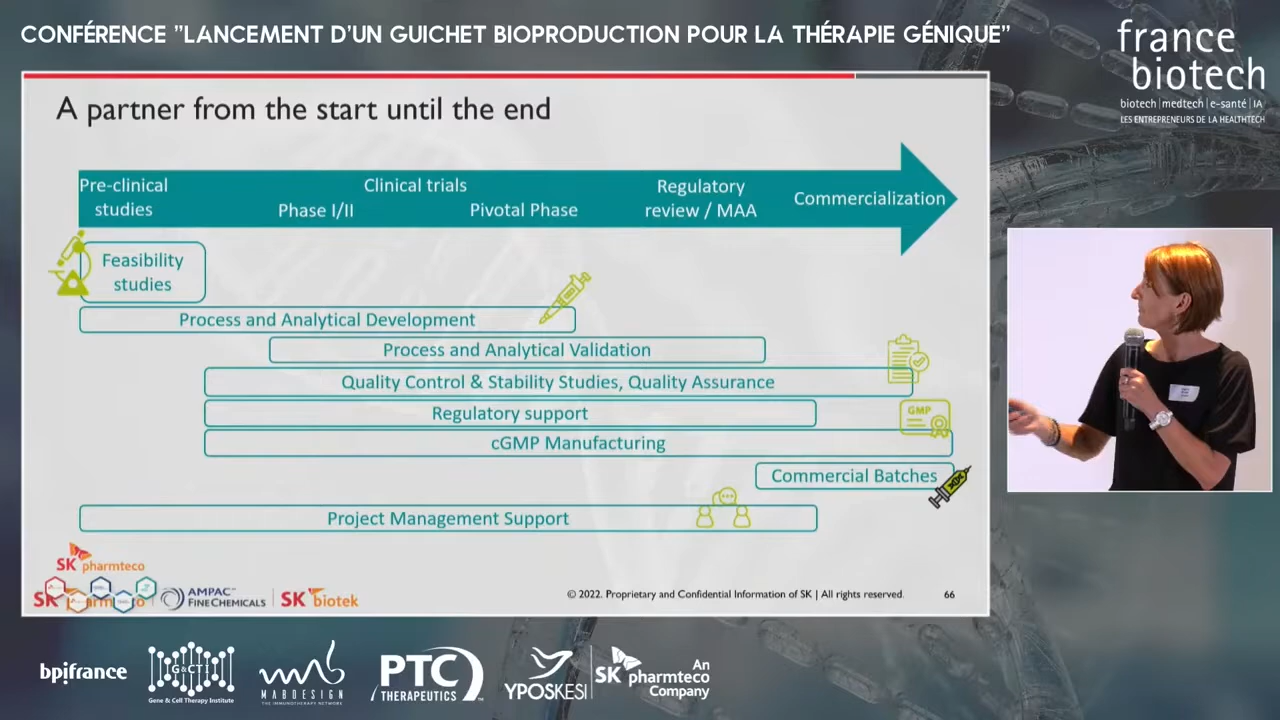 CONFÉRENCE "LANCEMENT D'UN GUICHET BIOPRODUCTION POUR LA THÉRAPIE GÉNIQUE"
france
biotech
biotech | medtech | e-santé | IA
LES ENTREPRENEURS DE LA HEALTHTECH
A partner from the start until the end
Pre-clinical
studies
Clinical trials
Phase I/II
Pivotal Phase
Regulatory
review / MAA
Commercialization
Feasibility
studies
Process and Analytical Development
Process and Analytical Validation
Quality Control & Stability Studies, Quality Assurance
Regulatory support
GMP
cGMP Manufacturing
Commercial Batches
Project Management Support
SK pharmteco
SK
AMPAC
FINE CHEMICALS
SK biotek
© 2022. Proprietary and Confidential Information of SK | All rights reserved.
66
bpifrance
G&CTI
Gene & Cell Therapy Institute
MABDESIGN
THE IMMUNOTHERAPY NETWORK
PTC
THERAPEUTICS
YPOSKESI
SK pharmteco
An
Company